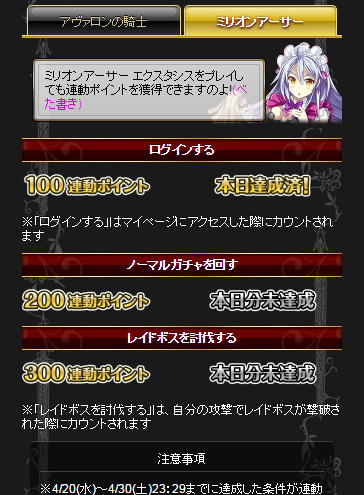 アヴァロンの騎士
ミリオンアーサー
ミリオンアーサー エクスタシスをプレイし
ても連動ポイントを獲得できますのよ!(べ
た書き)
ログインする
100連動ポイント
本日達成済!
※「ログインする」はマイページにアクセスした際にカウントされ
ます
ノーマルガチャを回す
200連動ポイント
本日分未達成
レイドボスを討伐する
300連動ポイント
本日分未達成
※「レイドボスを討伐する」は、自分の攻撃でレイドボスが撃破さ
れた際にカウントされます
注意事項
※4/20(水)～4/30(土)23:29までに達成した条件が連動